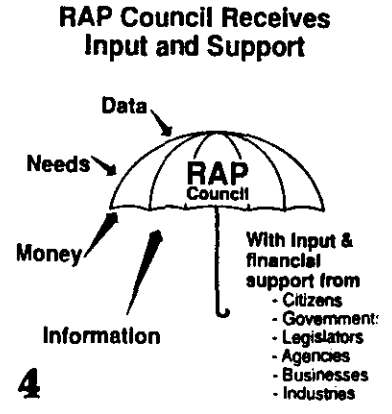 RAP Council Receives
Input and Support
Data
Needs
RAP
Council
Money
Information
With Input &
financial
support from
- Citizens
- Government:
- Legislators
- Agencies
- Businesses
- Industries
4